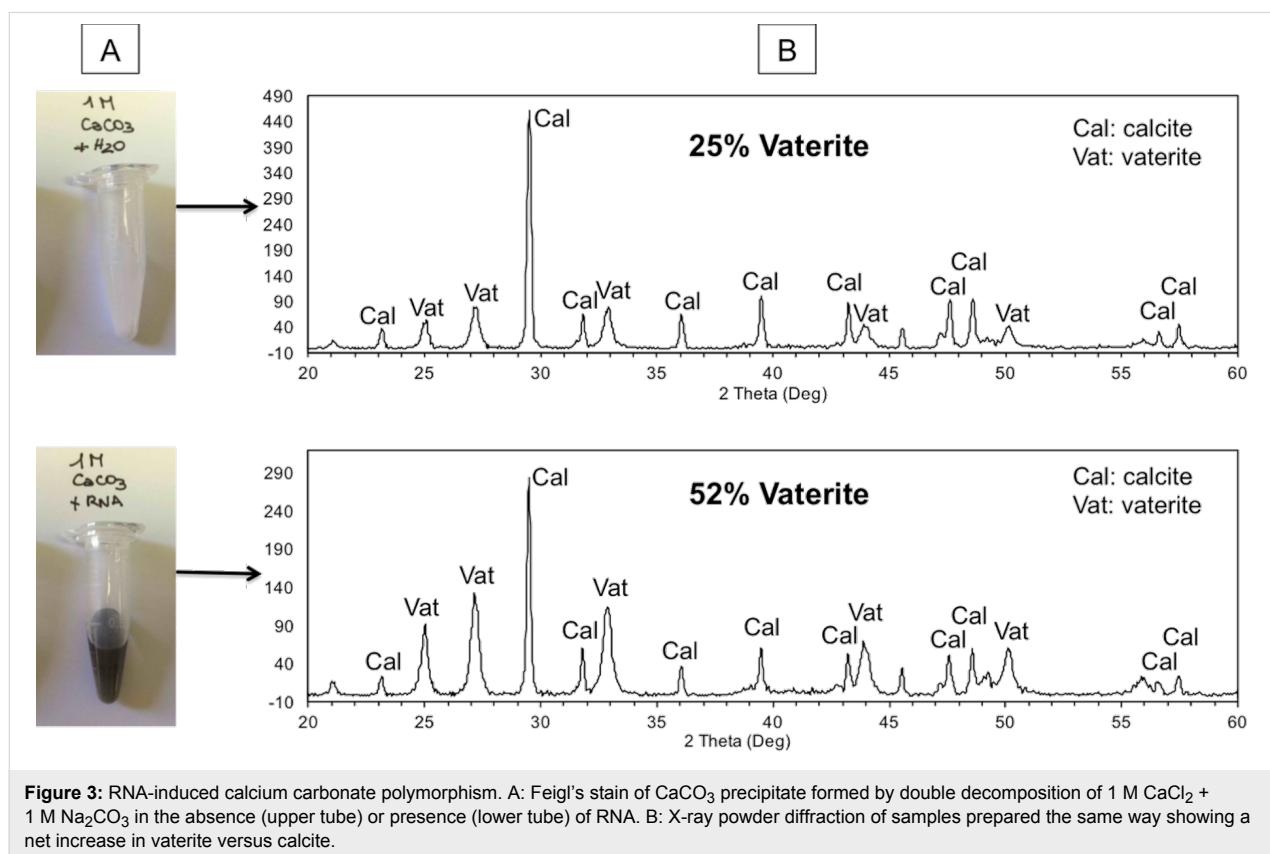 A
B
1M
CaCO3
+ H2O
490
440
390
340
290
240
190
140
90
40
-10
Cal
25% Vaterite
Cal: calcite
Vat: vaterite
Cal
Vat
Vat
Cal
Vat
Cal
Cal
Cal
Vat
Cal
Cal
Vat
Cal
Cal
20 25 30 35 40 45 50 55 60
2 Theta (Deg)
1M
CaCO3
+ RNA
290
240
190
140
90
40
-10
Cal
52% Vaterite
Cal: calcite
Vat: vaterite
Cal
Vat
Vat
Cal
Vat
Cal
Cal
Cal
Vat
Cal
Cal
Vat
Cal
Cal
20 25 30 35 40 45 50 55 60
2 Theta (Deg)
Figure 3: RNA-induced calcium carbonate polymorphism. A: Feigl's stain of CaCO3 precipitate formed by double decomposition of 1 M CaCl2 +
1 M Na2CO3 in the absence (upper tube) or presence (lower tube) of RNA. B: X-ray powder diffraction of samples prepared the same way showing a
net increase in vaterite versus calcite.